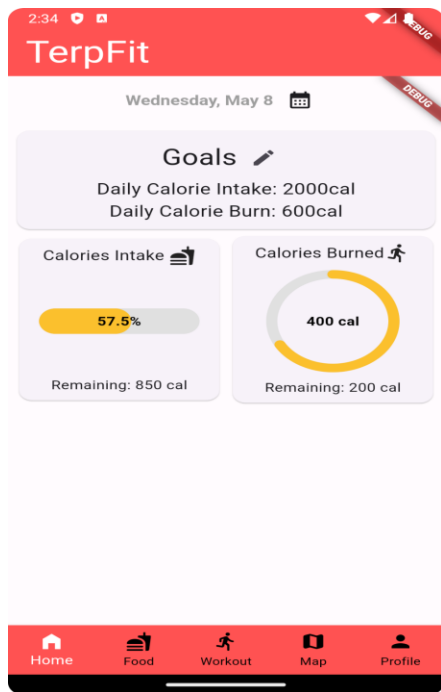 2:34
DEBUG
TerpFit
DEBUG
Wednesday, May 8
Goals
Daily Calorie Intake: 2000cal
Daily Calorie Burn: 600cal
Calories Intake
57.5%
Remaining: 850 cal
Calories Burned
400 cal
Remaining: 200 cal
Home
Food
Workout
Map
Profile